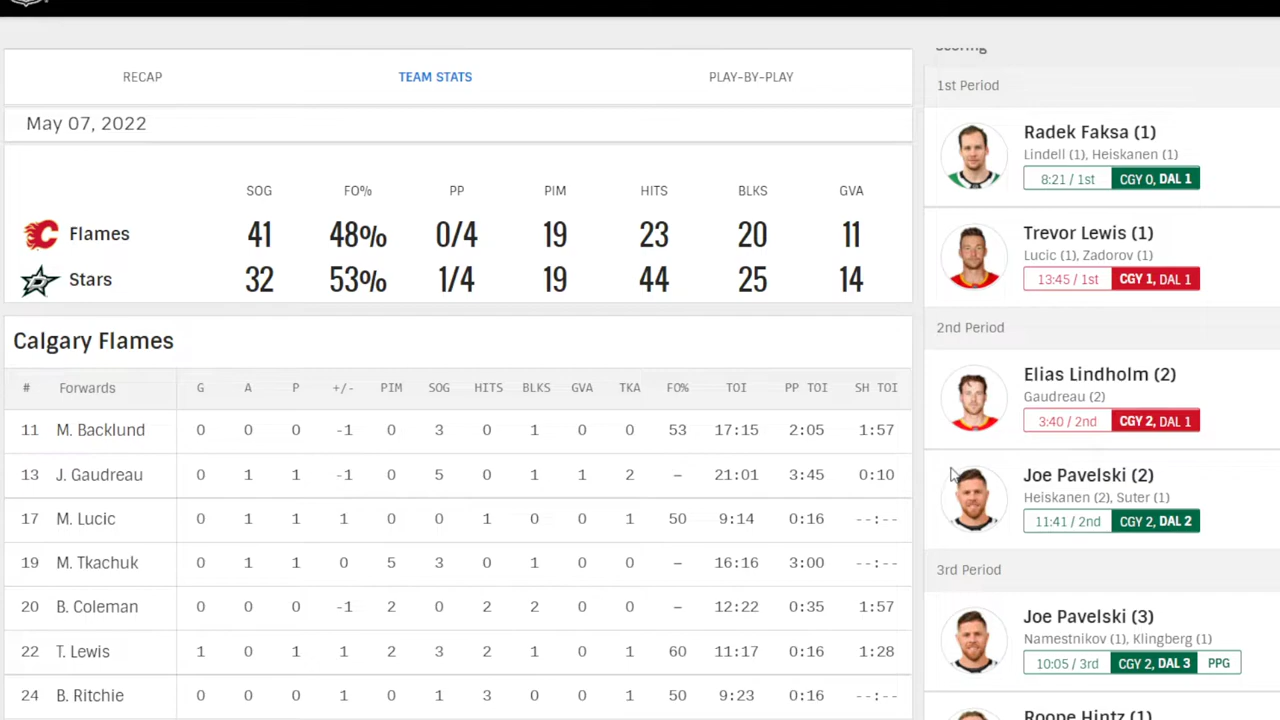 RECAP TEAM STATS PLAY-BY-PLAY
May 07, 2022
SOG FO% PP PIM HITS BLKS GVA
Flames 41 48% 0/4 19 23 20 11
Stars 32 53% 1/4 19 44 25 14
Calgary Flames
# Forwards G A P +/- PIM SOG HITS BLKS GVA TKA FO% TOI PP TOI SH TOI
11 M. Backlund 0 0 0 -1 0 3 0 1 0 0 53 17:15 2:05 1:57
13 J. Gaudreau 0 1 1 -1 0 5 0 1 1 2 – 21:01 3:45 0:10
17 M. Lucic 0 1 1 1 0 0 1 0 0 1 50 9:14 0:16 --:--
19 M. Tkachuk 0 1 1 0 5 3 0 1 0 0 – 16:16 3:00 --:--
20 B. Coleman 0 0 0 -1 2 0 2 2 0 0 – 12:22 0:35 1:57
22 T. Lewis 1 0 1 1 2 3 2 1 0 1 60 11:17 0:16 1:28
24 B. Ritchie 0 0 0 1 0 1 3 0 0 1 50 9:23 0:16 --:--
Scoring
1st Period
Radek Faksa (1)
Lindell (1), Heiskanen (1)
8:21 / 1st CGY 0, DAL 1
Trevor Lewis (1)
Lucic (1), Zadorov (1)
13:45 / 1st CGY 1, DAL 1
2nd Period
Elias Lindholm (2)
Gaudreau (2)
3:40 / 2nd CGY 2, DAL 1
Joe Pavelski (2)
Heiskanen (2), Suter (1)
11:41 / 2nd CGY 2, DAL 2
3rd Period
Joe Pavelski (3)
Namestnikov (1), Klingberg (1)
10:05 / 3rd CGY 2, DAL 3 PPG
Roope Hintz (1)